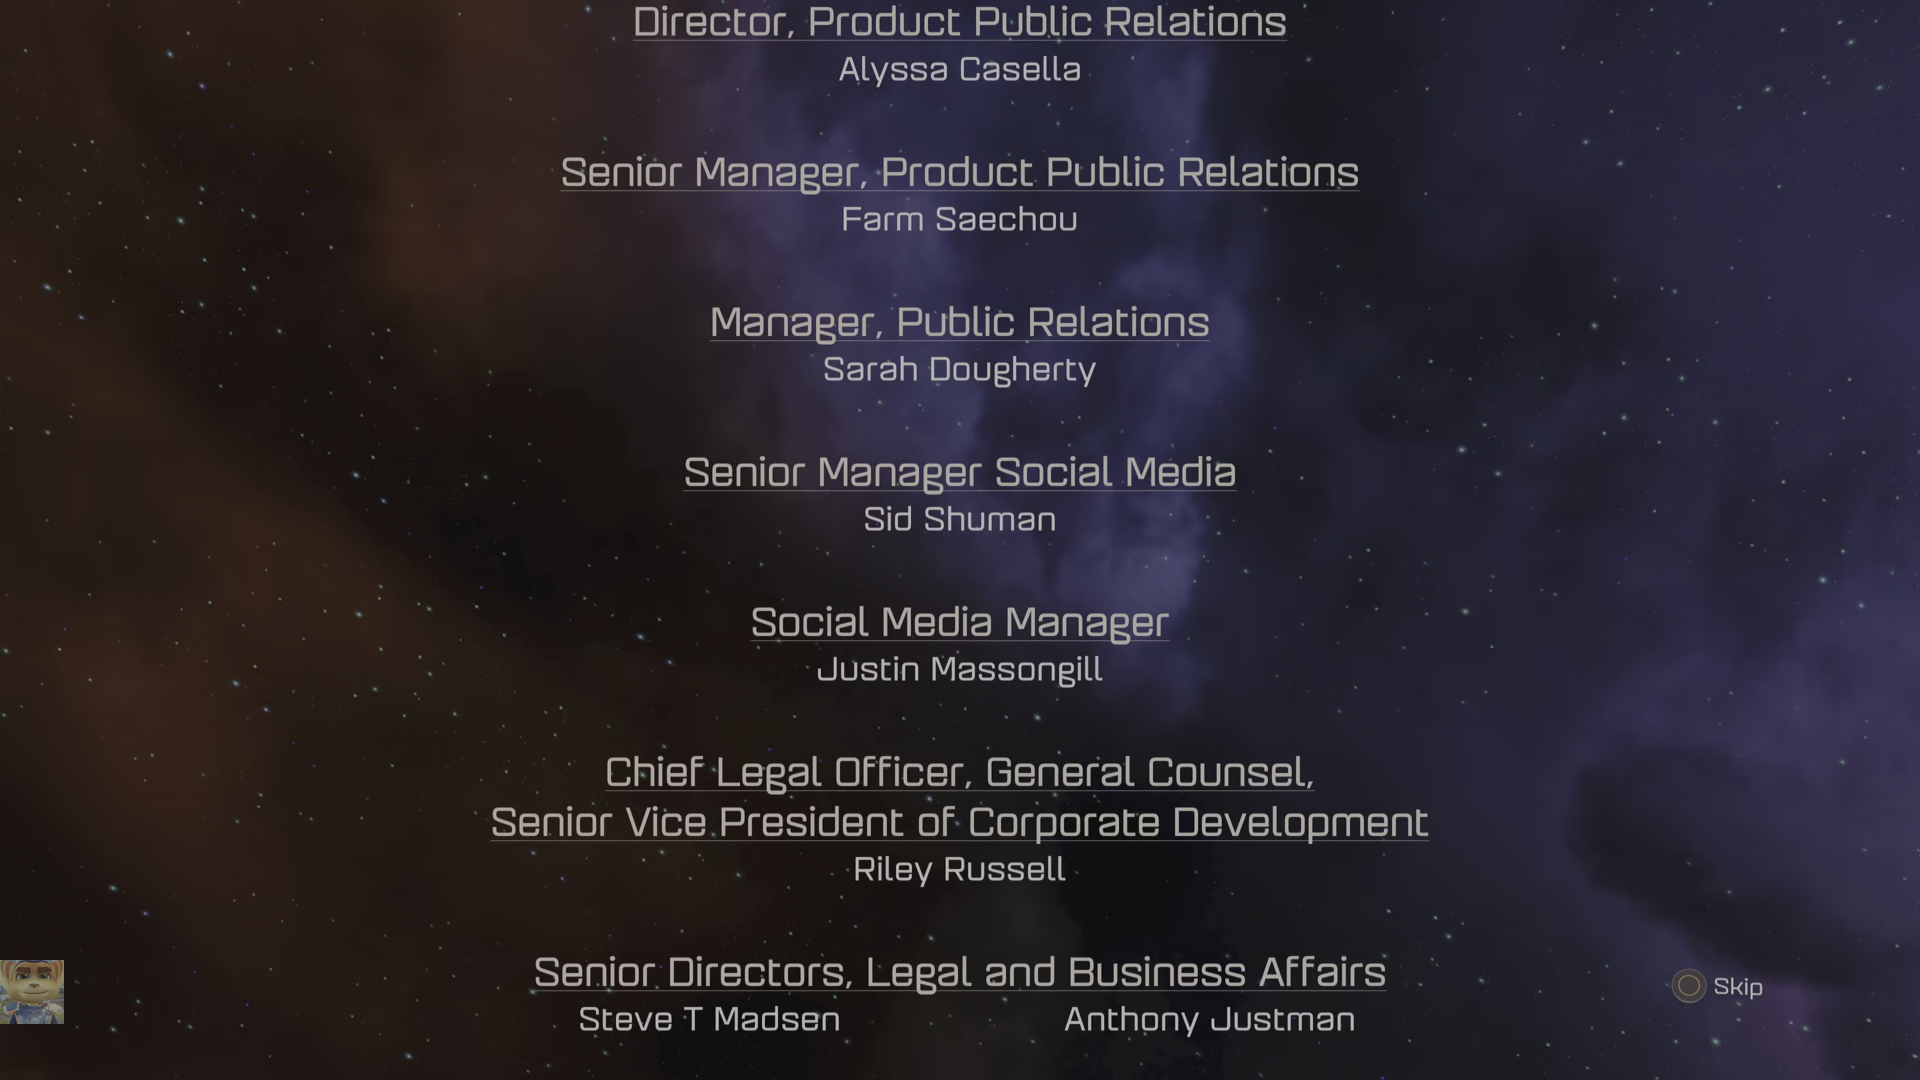 Director, Product Public Relations
Alyssa Casella
Senior Manager, Product Public Relations
Farm Saechou
Manager, Public Relations
Sarah Dougherty
Senior Manager Social Media
Sid Shuman
Social Media Manager
Justin Massongill
Chief Legal Officer, General Counsel,
Senior Vice President of Corporate Development
Riley Russell
Senior Directors, Legal and Business Affairs
Steve T Madsen Anthony Justman
Skip